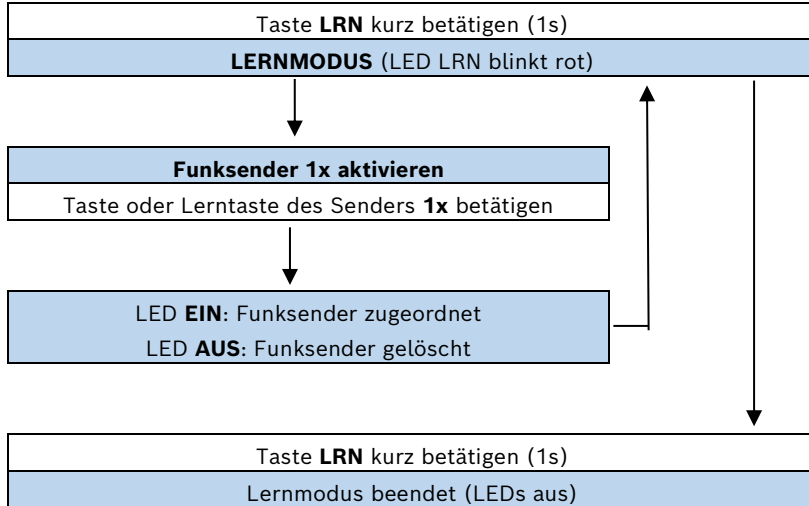 Taste LRN kurz betätigen (1s)
LERNMODUS (LED LRN blinkt rot)
Funksender 1x aktivieren
Taste oder Lerntaste des Senders 1x betätigen
LED EIN: Funksender zugeordnet
LED AUS: Funksender gelöscht
Taste LRN kurz betätigen (1s)
Lernmodus beendet (LEDs aus)